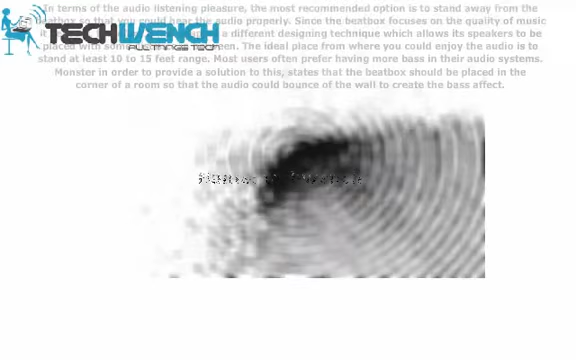 In terms of the audio listening pleasure, the most recommended option is to stand away from the
beatbox so that you could hear the audio properly. Since the beatbox focuses on the quality of music
it a different designing technique which allows its speakers to be
placed with som een. The ideal place from where you could enjoy the audio is to
stand at least 10 to 15 feet range. Most users often prefer having more bass in their audio systems.
Monster in order to provide a solution to this, states that the beatbox should be placed in the
corner of a room so that the audio could bounce of the wall to create the bass affect.
TECHWENCH